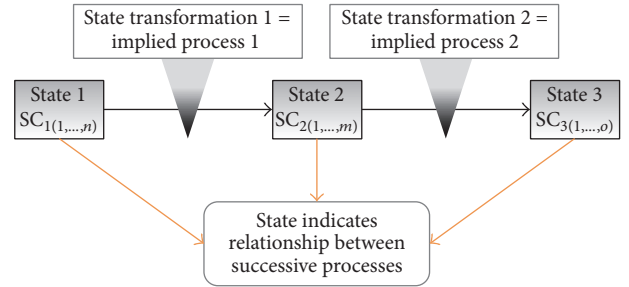 State transformation 1 =
implied process 1
State transformation 2 =
implied process 2
State 1
SC1(1,...,n)
State 2
SC2(1,...,m)
State 3
SC3(1,...,o)
State indicates
relationship between
successive processes